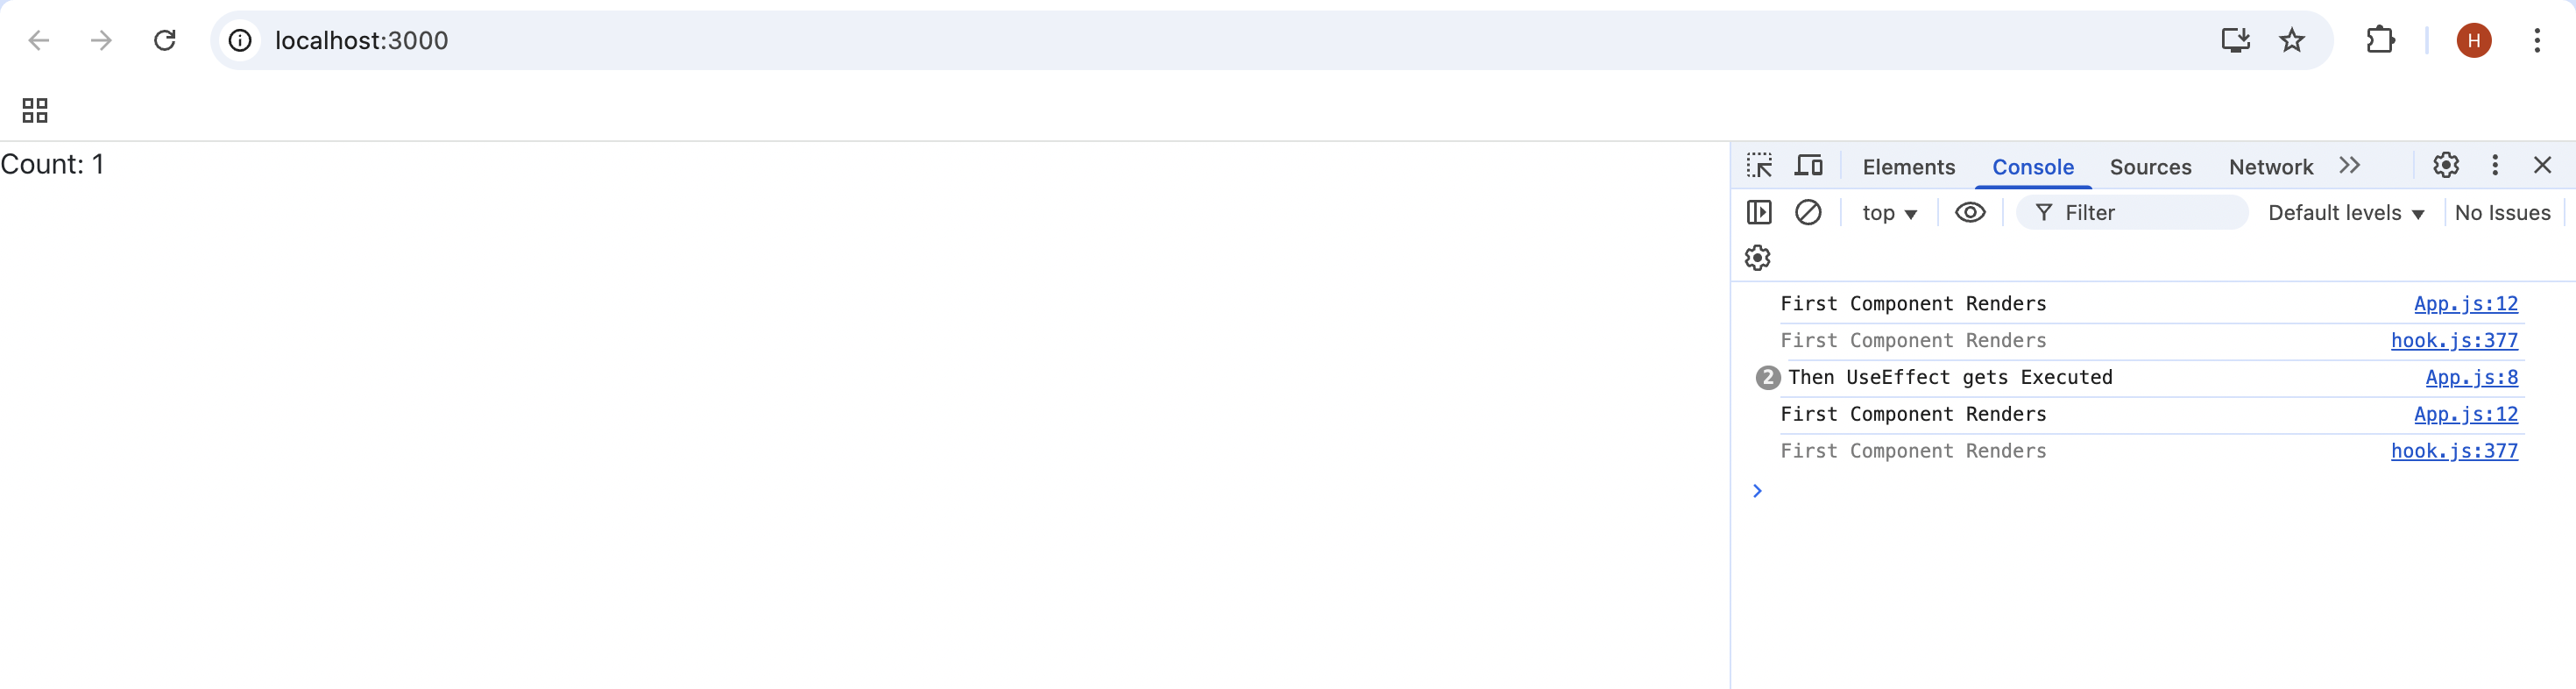 localhost:3000
H
Count: 1
Elements Console Sources Network
top Filter Default levels No Issues
First Component Renders App.js:12
First Component Renders hook.js:377
2 Then UseEffect gets Executed App.js:8
First Component Renders App.js:12
First Component Renders hook.js:377